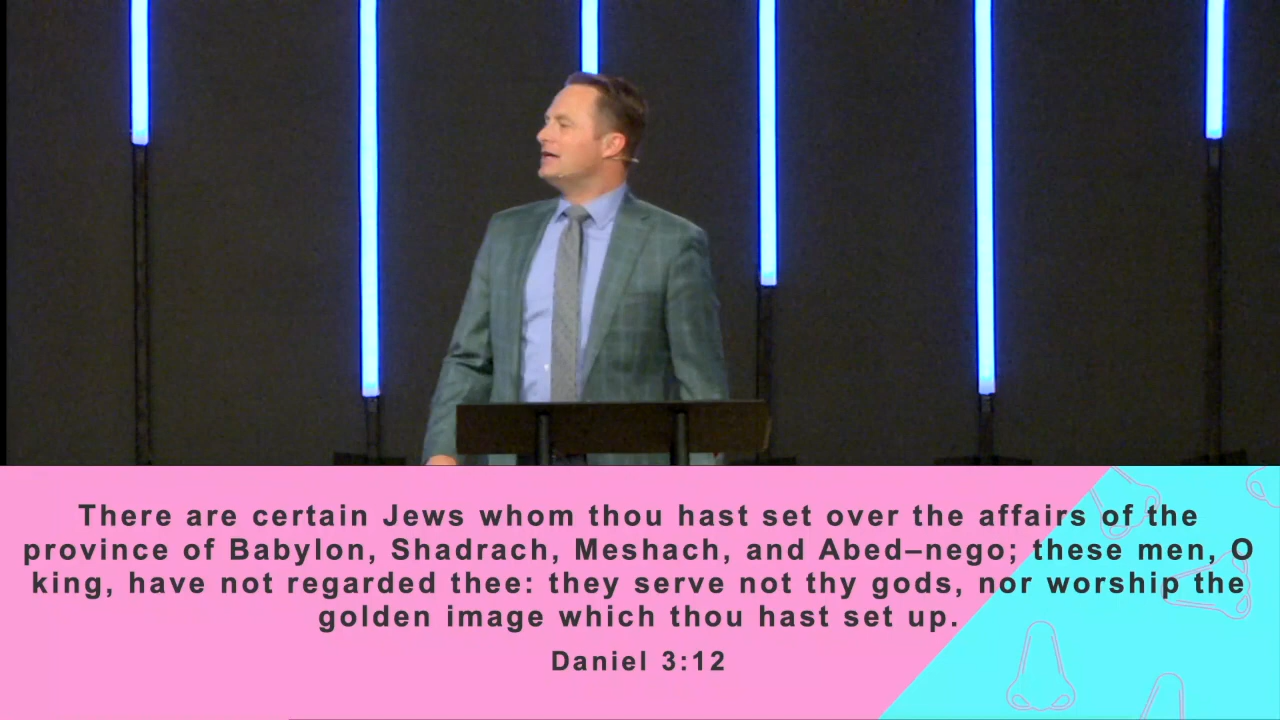 There are certain Jews whom thou hast set over the affairs of the
province of Babylon, Shadrach, Meshach, and Abed–nego; these men, O
king, have not regarded thee: they serve not thy gods, nor worship the
golden image which thou hast set up.
Daniel 3:12